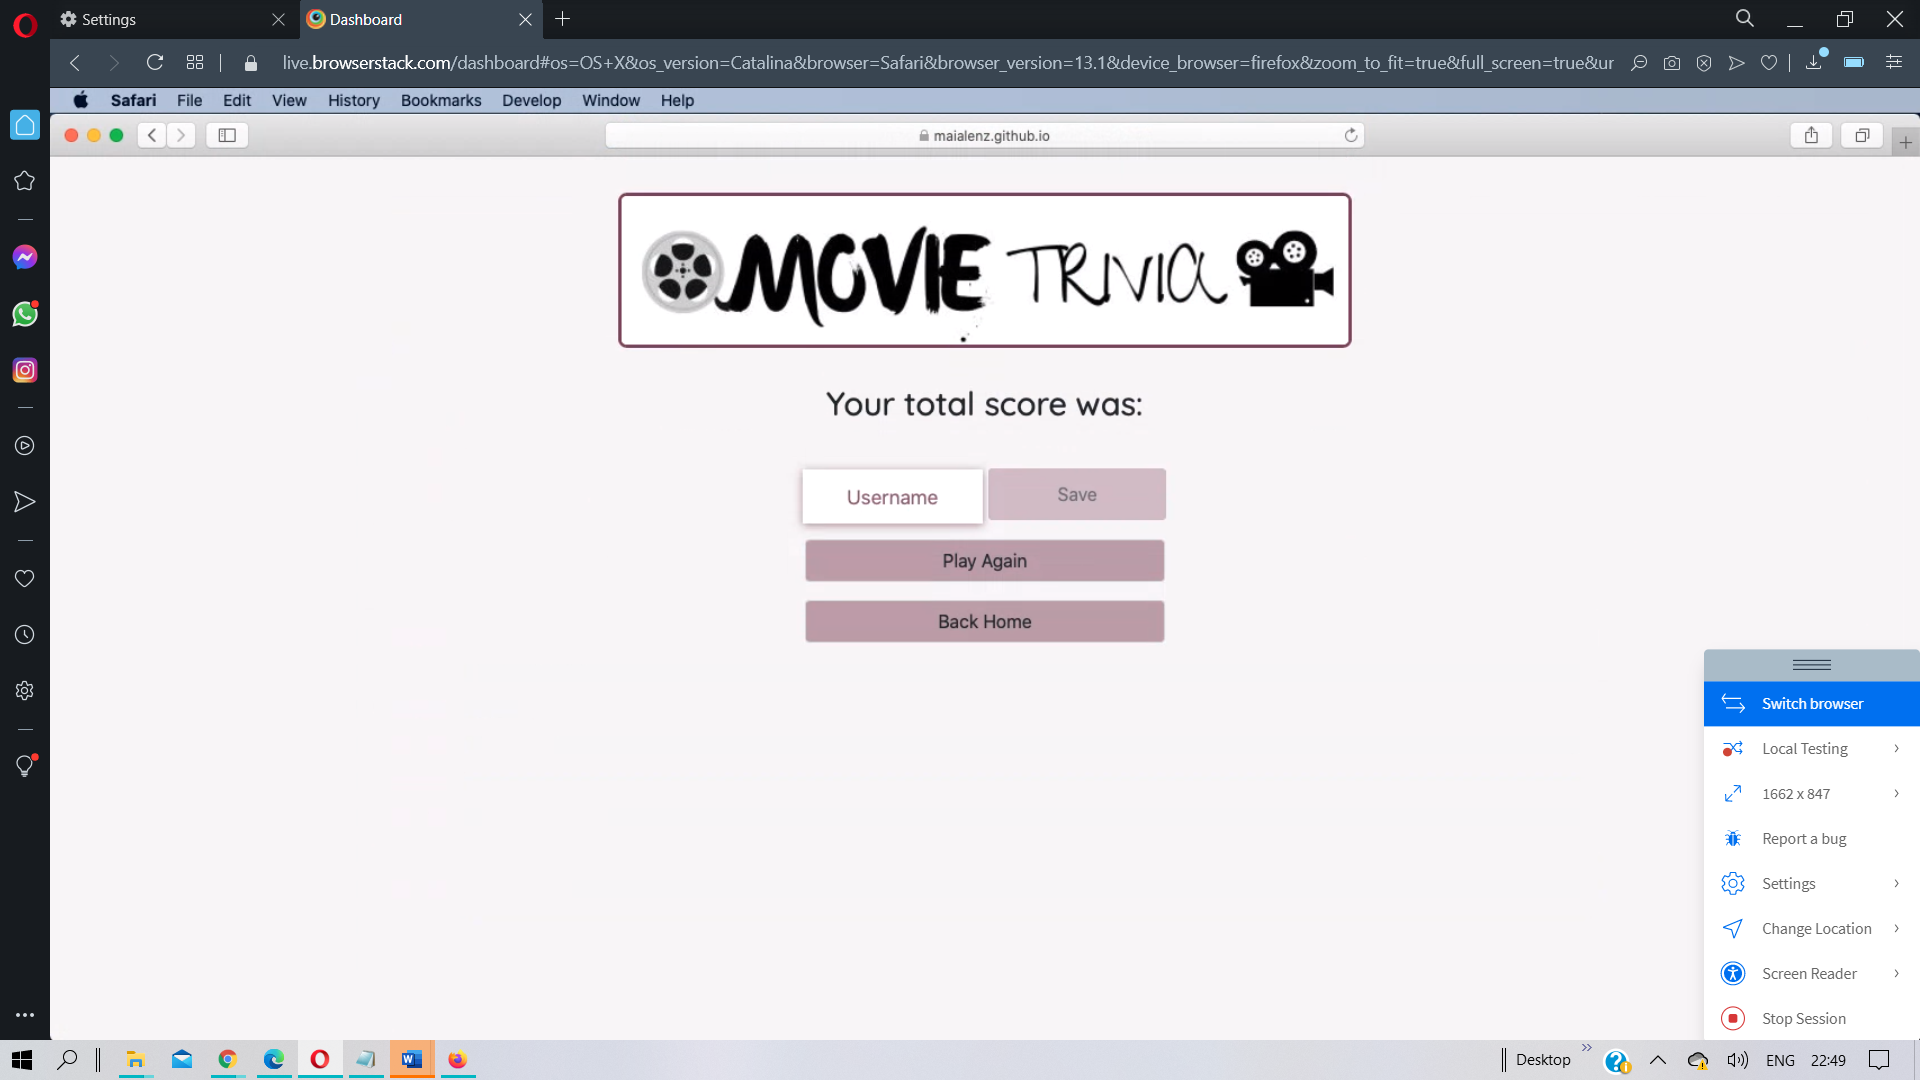 Settings
Dashboard
live.browserstack.com/dashboard#os=OS+X&os_version=Catalina&browser=Safari&browser_version=13.1&device_browser=firefox&zoom_to_fit=true&full_screen=true&ur
Safari File Edit View History Bookmarks Develop Window Help
maialenz.github.io
MOVIE TRIVIA
Your total score was:
Username
Save
Play Again
Back Home
Switch browser
Local Testing
1662 x 847
Report a bug
Settings
Change Location
Screen Reader
Stop Session
Desktop
ENG
22:49